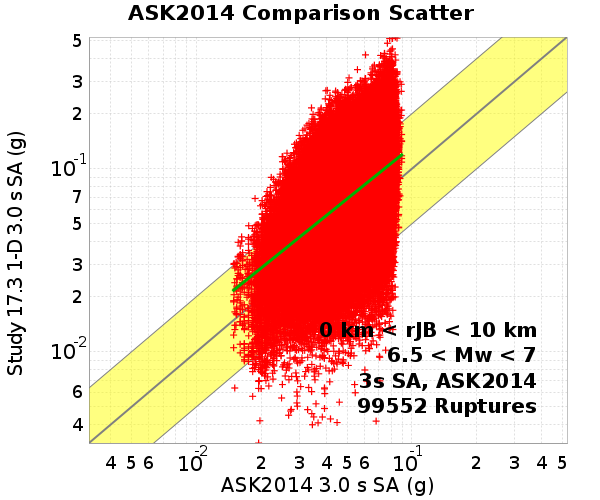 ASK2014 Comparison Scatter
Study 17.3 1-D 3.0 s SA (g)
5
3
2
10^-1
7
5
3
2
10^-2
6
4
0 km < rJB < 10 km
6.5 < Mw < 7
3s SA, ASK2014
99552 Ruptures
4 5 6 10^-2 2 3 4 5 6 10^-1 2 3 4 5
ASK2014 3.0 s SA (g)